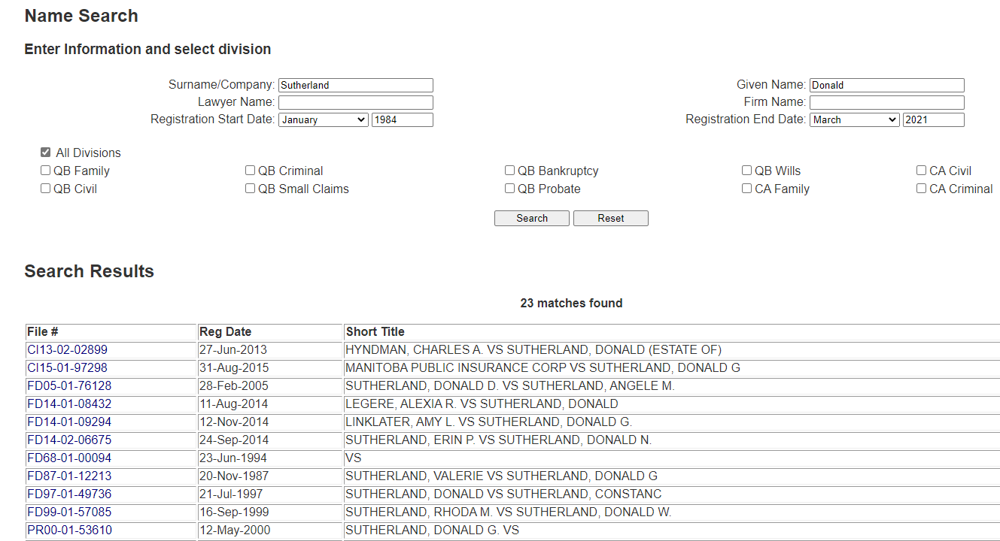 Name Search
Enter Information and select division
Surname/Company: Sutherland Given Name: Donald
Lawyer Name: Firm Name:
Registration Start Date: January 1984 Registration End Date: March 2021
All Divisions
QB Family QB Criminal QB Bankruptcy QB Wills CA Civil
QB Civil QB Small Claims QB Probate CA Family CA Criminal
Search Reset
Search Results
23 matches found
File # Reg Date Short Title
CI13-02-02899 27-Jun-2013 HYNDMAN, CHARLES A. VS SUTHERLAND, DONALD (ESTATE OF)
CI15-01-97298 31-Aug-2015 MANITOBA PUBLIC INSURANCE CORP VS SUTHERLAND, DONALD G
FD05-01-76128 28-Feb-2005 SUTHERLAND, DONALD D. VS SUTHERLAND, ANGELE M.
FD14-01-08432 11-Aug-2014 LEGERE, ALEXIA R. VS SUTHERLAND, DONALD
FD14-01-09294 12-Nov-2014 LINKLATER, AMY L. VS SUTHERLAND, DONALD G.
FD14-02-06675 24-Sep-2014 SUTHERLAND, ERIN P. VS SUTHERLAND, DONALD N.
FD68-01-00094 23-Jun-1994 VS
FD87-01-12213 20-Nov-1987 SUTHERLAND, VALERIE VS SUTHERLAND, DONALD G
FD97-01-49736 21-Jul-1997 SUTHERLAND, DONALD VS SUTHERLAND, CONSTANC
FD99-01-57085 16-Sep-1999 SUTHERLAND, RHODA M. VS SUTHERLAND, DONALD W.
PR00-01-53610 12-May-2000 SUTHERLAND, DONALD G. VS